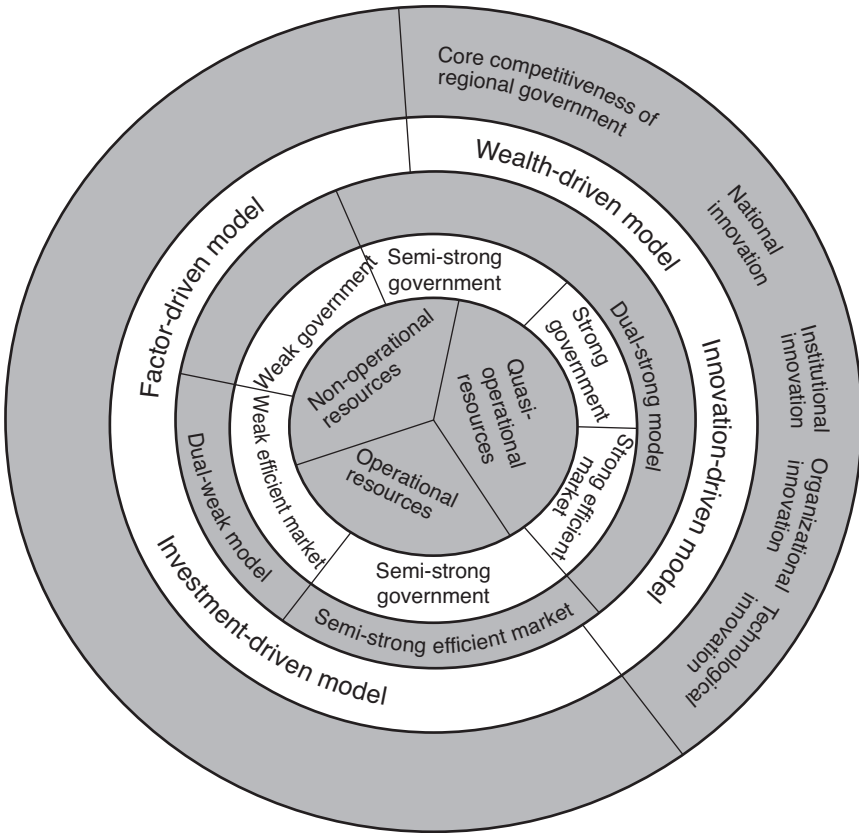 Core competitiveness of
regional government
National
innovation
Institutional
innovation
Organizational
innovation
Technological
innovation
Wealth-driven model
Innovation-driven model
Investment-driven model
Factor-driven model
Dual-strong model
Semi-strong efficient market
Dual-weak model
Semi-strong
government
Strong
government
Strong efficient
market
Semi-strong
government
Weak efficient market
Weak government
Non-operational
resources
Quasi-
operational
resources
Operational
resources